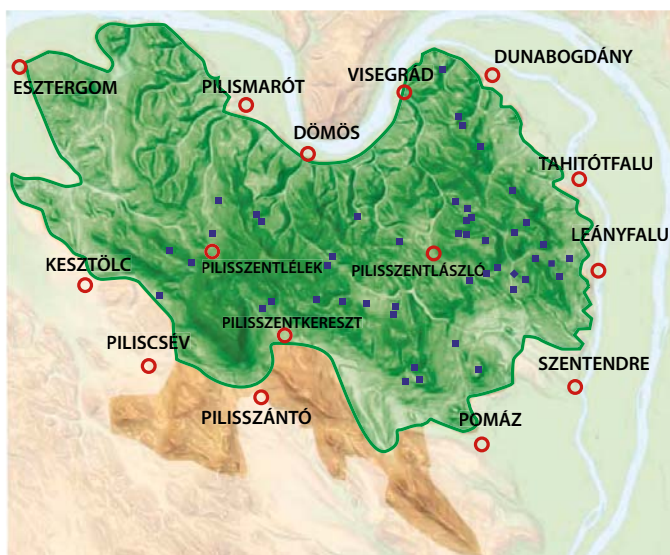 DUNABOGDÁNY
VISEGRÁD
ESZTERGOM
PILISMARÓT
DÖMÖS
TAHITÓTFALU
LEÁNYFALU
KESZTÖLC
PILISSZENTLÉLEK
PILISSZENTLÁSZLÓ
PILISSZENTKERESZT
PILISCSÉV
SZENTENDRE
PILISSZÁNTÓ
POMÁZ